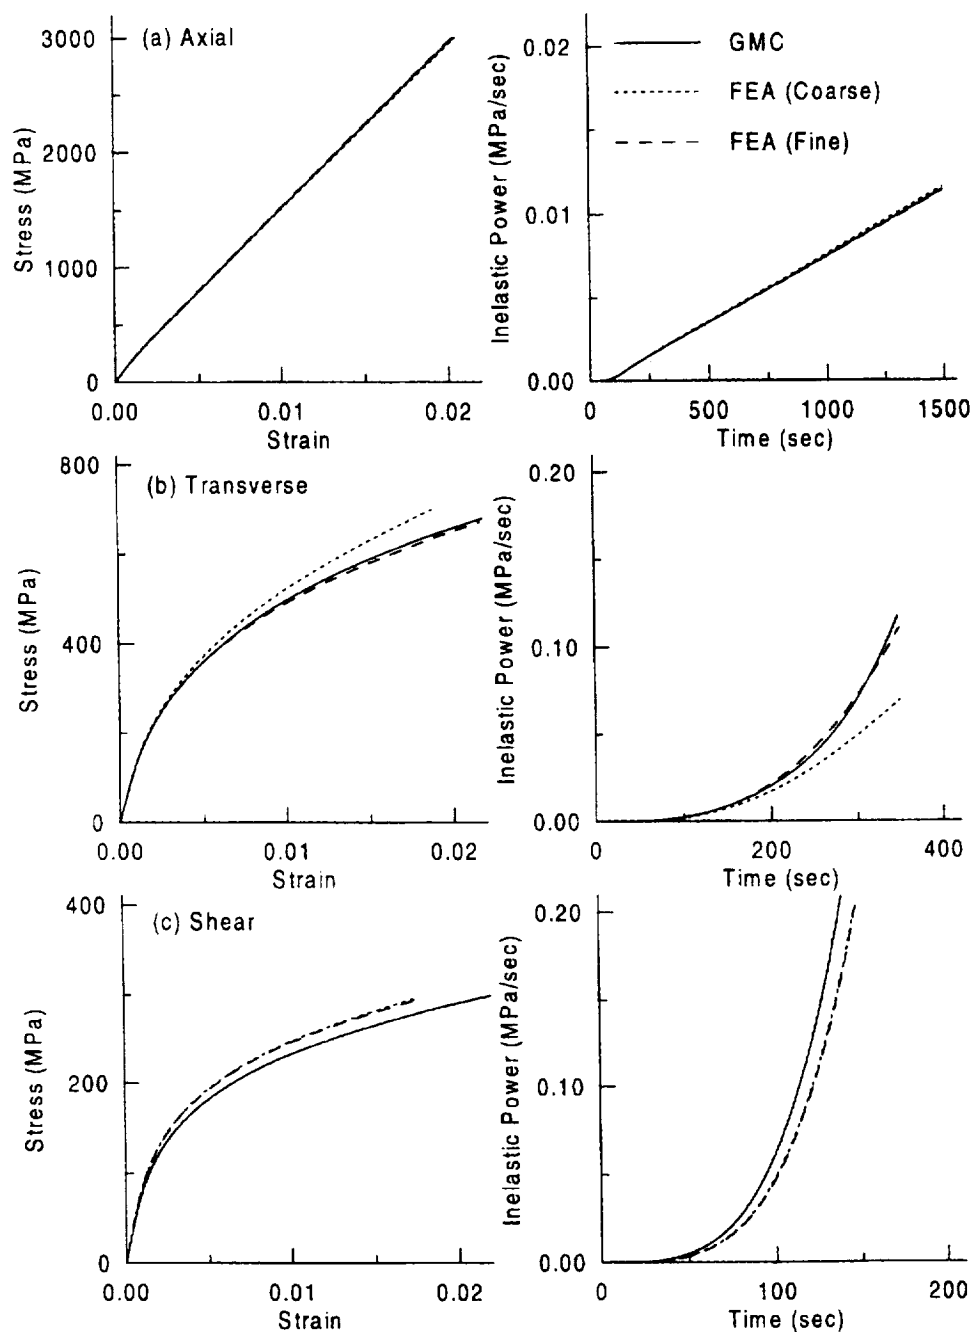 (a) Axial
3000
2000
1000
0
Stress (MPa)
0.00
0.01
0.02
Strain
GMC
FEA (Coarse)
FEA (Fine)
0.02
0.01
0.00
Inelastic Power (MPa/sec)
0
500
1000
1500
Time (sec)
(b) Transverse
800
400
0
Stress (MPa)
0.00
0.01
0.02
Strain
0.20
0.10
0.00
Inelastic Power (MPa/sec)
0
200
400
Time (sec)
(c) Shear
400
200
0
Stress (MPa)
0.00
0.01
0.02
Strain
0.20
0.10
0.00
Inelastic Power (MPa/sec)
0
100
200
Time (sec)